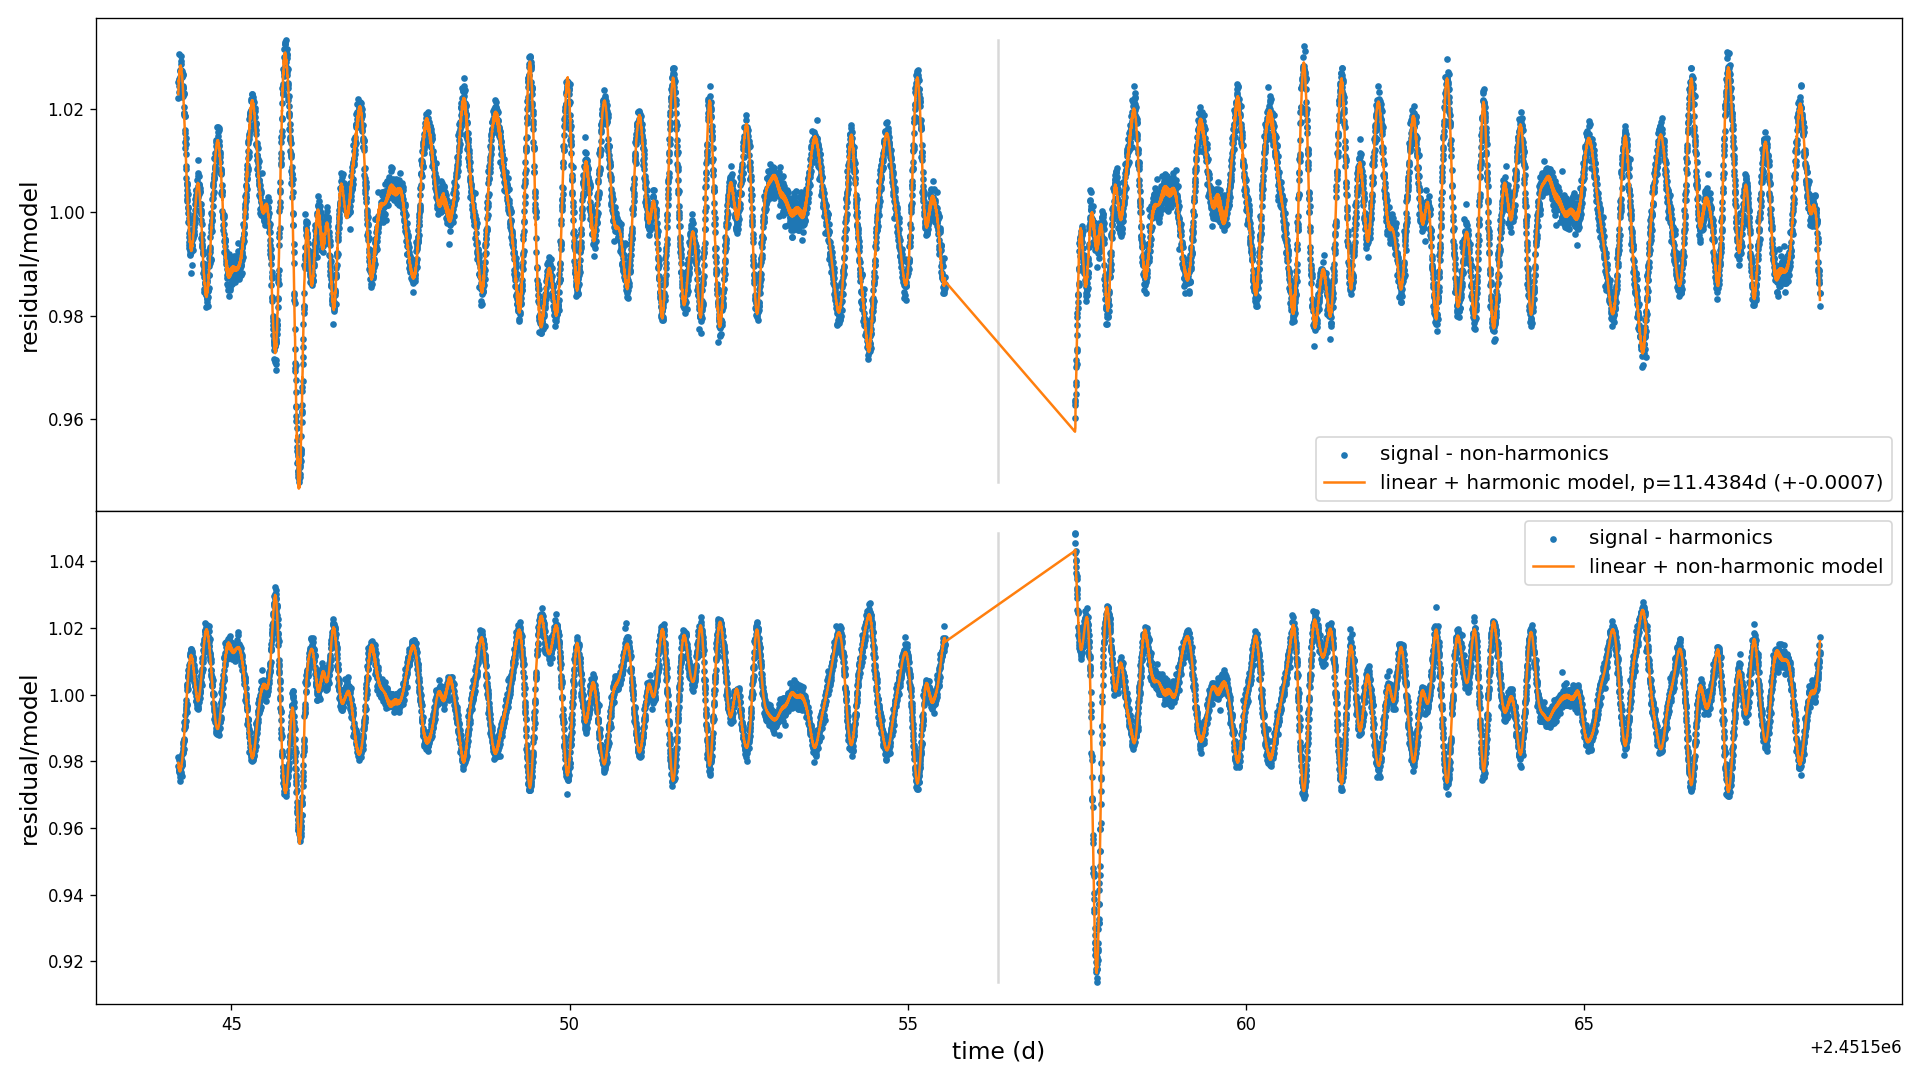 residual/model
1.02
1.00
0.98
0.96
signal - non-harmonics
linear + harmonic model, p=11.4384d (+-0.0007)
residual/model
1.04
1.02
1.00
0.98
0.96
0.94
0.92
signal - harmonics
linear + non-harmonic model
45
50
55
60
65
time (d)
+2.4515e6